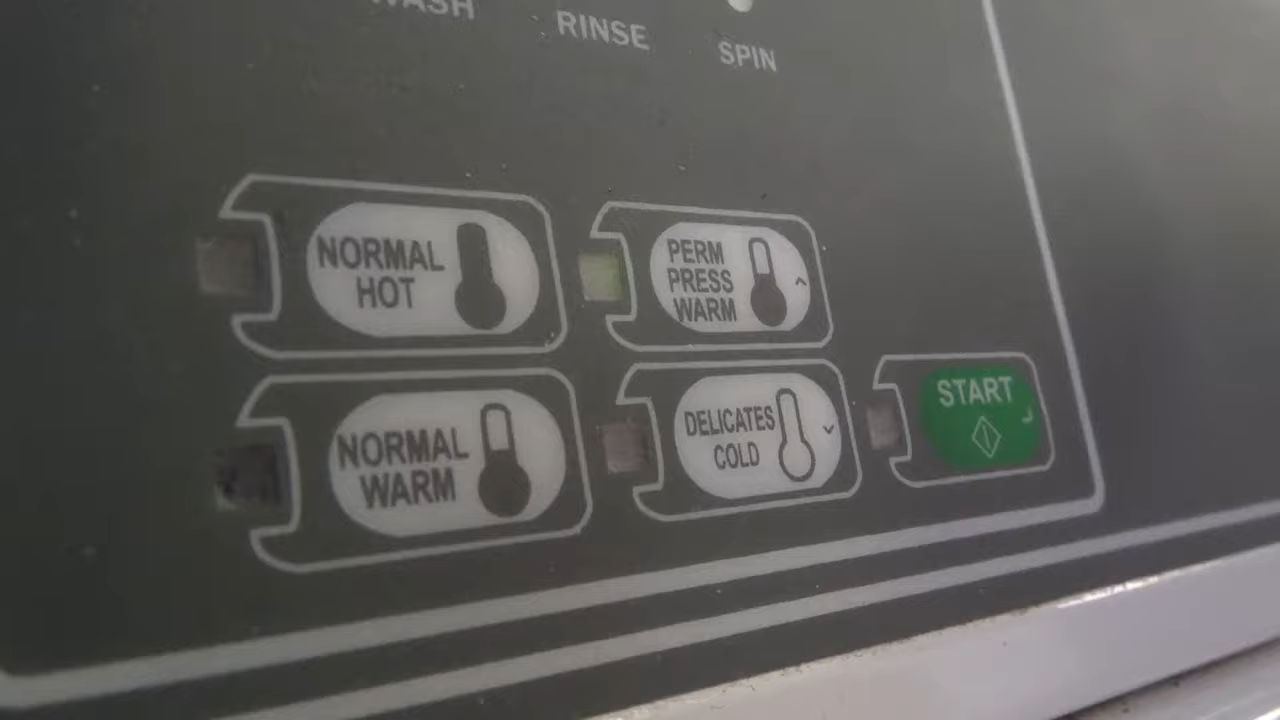 WASH
RINSE
SPIN
NORMAL
HOT
PERM
PRESS
WARM
NORMAL
WARM
DELICATES
COLD
START